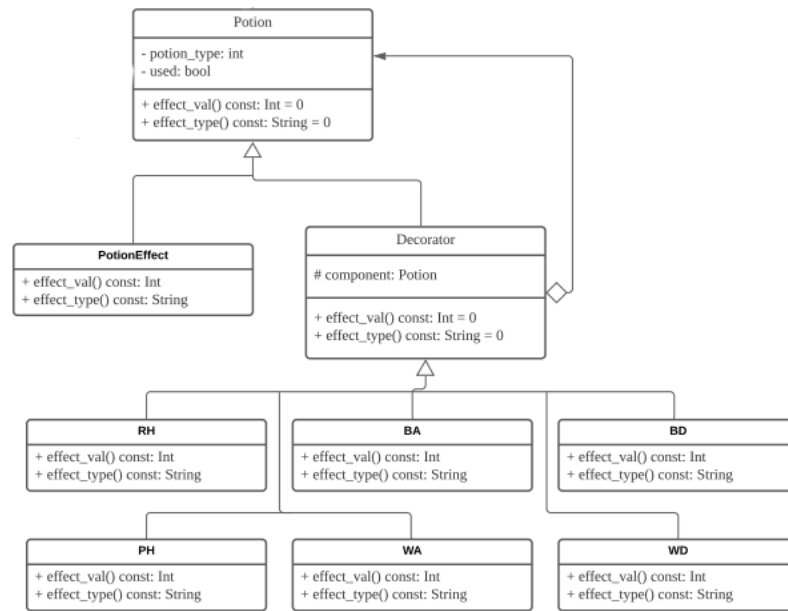 Potion
- potion_type: int
- used: bool
+ effect_val() const: Int = 0
+ effect_type() const: String = 0
PotionEffect
+ effect_val() const: Int
+ effect_type() const: String
Decorator
# component: Potion
+ effect_val() const: Int = 0
+ effect_type() const: String = 0
RH
+ effect_val() const: Int
+ effect_type() const: String
BA
+ effect_val() const: Int
+ effect_type() const: String
BD
+ effect_val() const: Int
+ effect_type() const: String
PH
+ effect_val() const: Int
+ effect_type() const: String
WA
+ effect_val() const: Int
+ effect_type() const: String
WD
+ effect_val() const: Int
+ effect_type() const: String